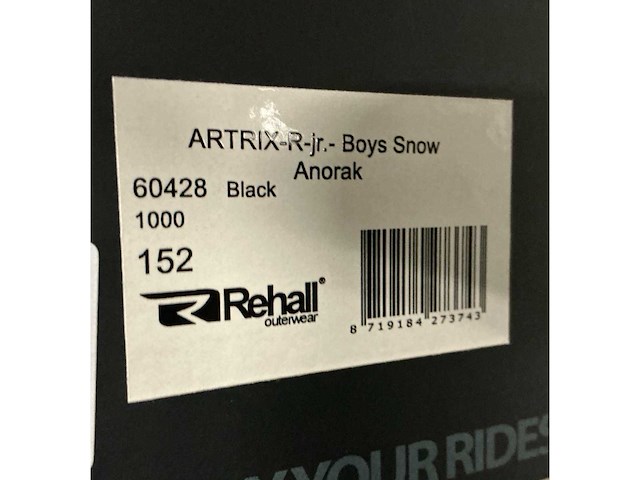 ARTRIX-R-jr.- Boys Snow
Anorak
60428 Black
1000
152
Rehall®
outerwear
8 719184 273743
YOUR RIDES